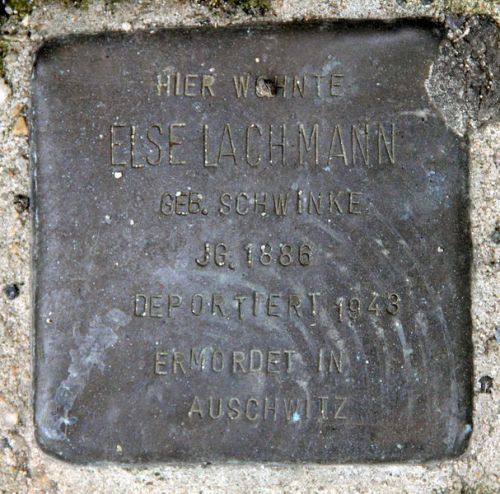 HIER WOHNTE
ELSE LACHMANN
GEB. SCHWINKE
JG. 1886
DEPORTIERT 1943
ERMORDET IN
AUSCHWITZ